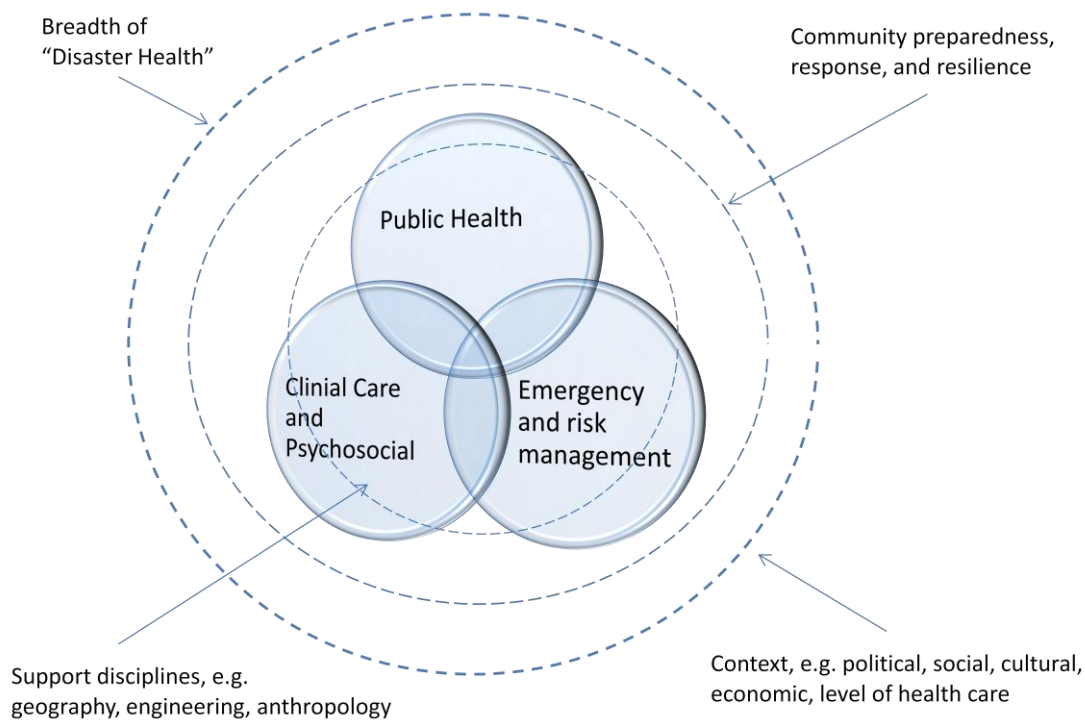 Breadth of
“Disaster Health”
Community preparedness,
response, and resilience
Public Health
Clinial Care
and
Psychosocial
Emergency
and risk
management
Support disciplines, e.g.
geography, engineering, anthropology
Context, e.g. political, social, cultural,
economic, level of health care